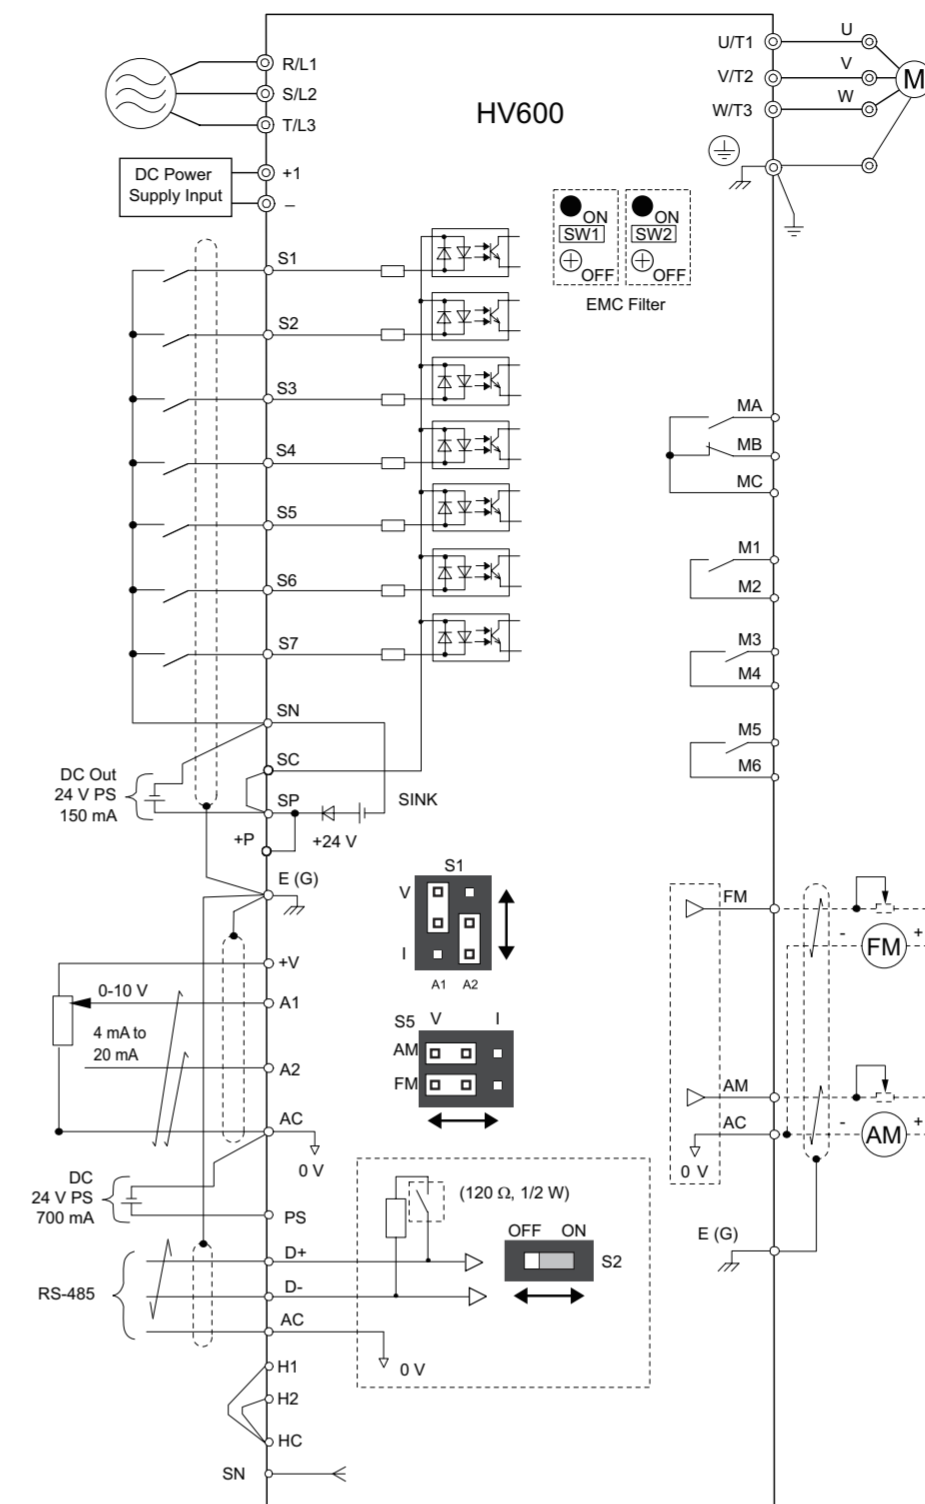 U/T1
U
R/L1
V/T2
V
M
S/L2
HV600
W/T3
W
T/L3
DC Power
Supply Input
+1
–
ON
SW1
OFF
ON
SW2
OFF
EMC Filter
S1
S2
S3
S4
S5
S6
S7
MA
MB
MC
M1
M2
M3
M4
M5
M6
SN
SC
DC Out
24 V PS
150 mA
SP
SINK
+P
+24 V
E (G)
S1
V
I
A1 A2
FM
- FM +
+V
0-10 V
A1
4 mA to
20 mA
A2
S5 V I
AM
FM
AC
0 V
AM
AC
- AM +
0 V
DC
24 V PS
700 mA
PS
(120 Ω, 1/2 W)
OFF ON
S2
E (G)
RS-485
D+
D-
AC
0 V
H1
H2
HC
SN